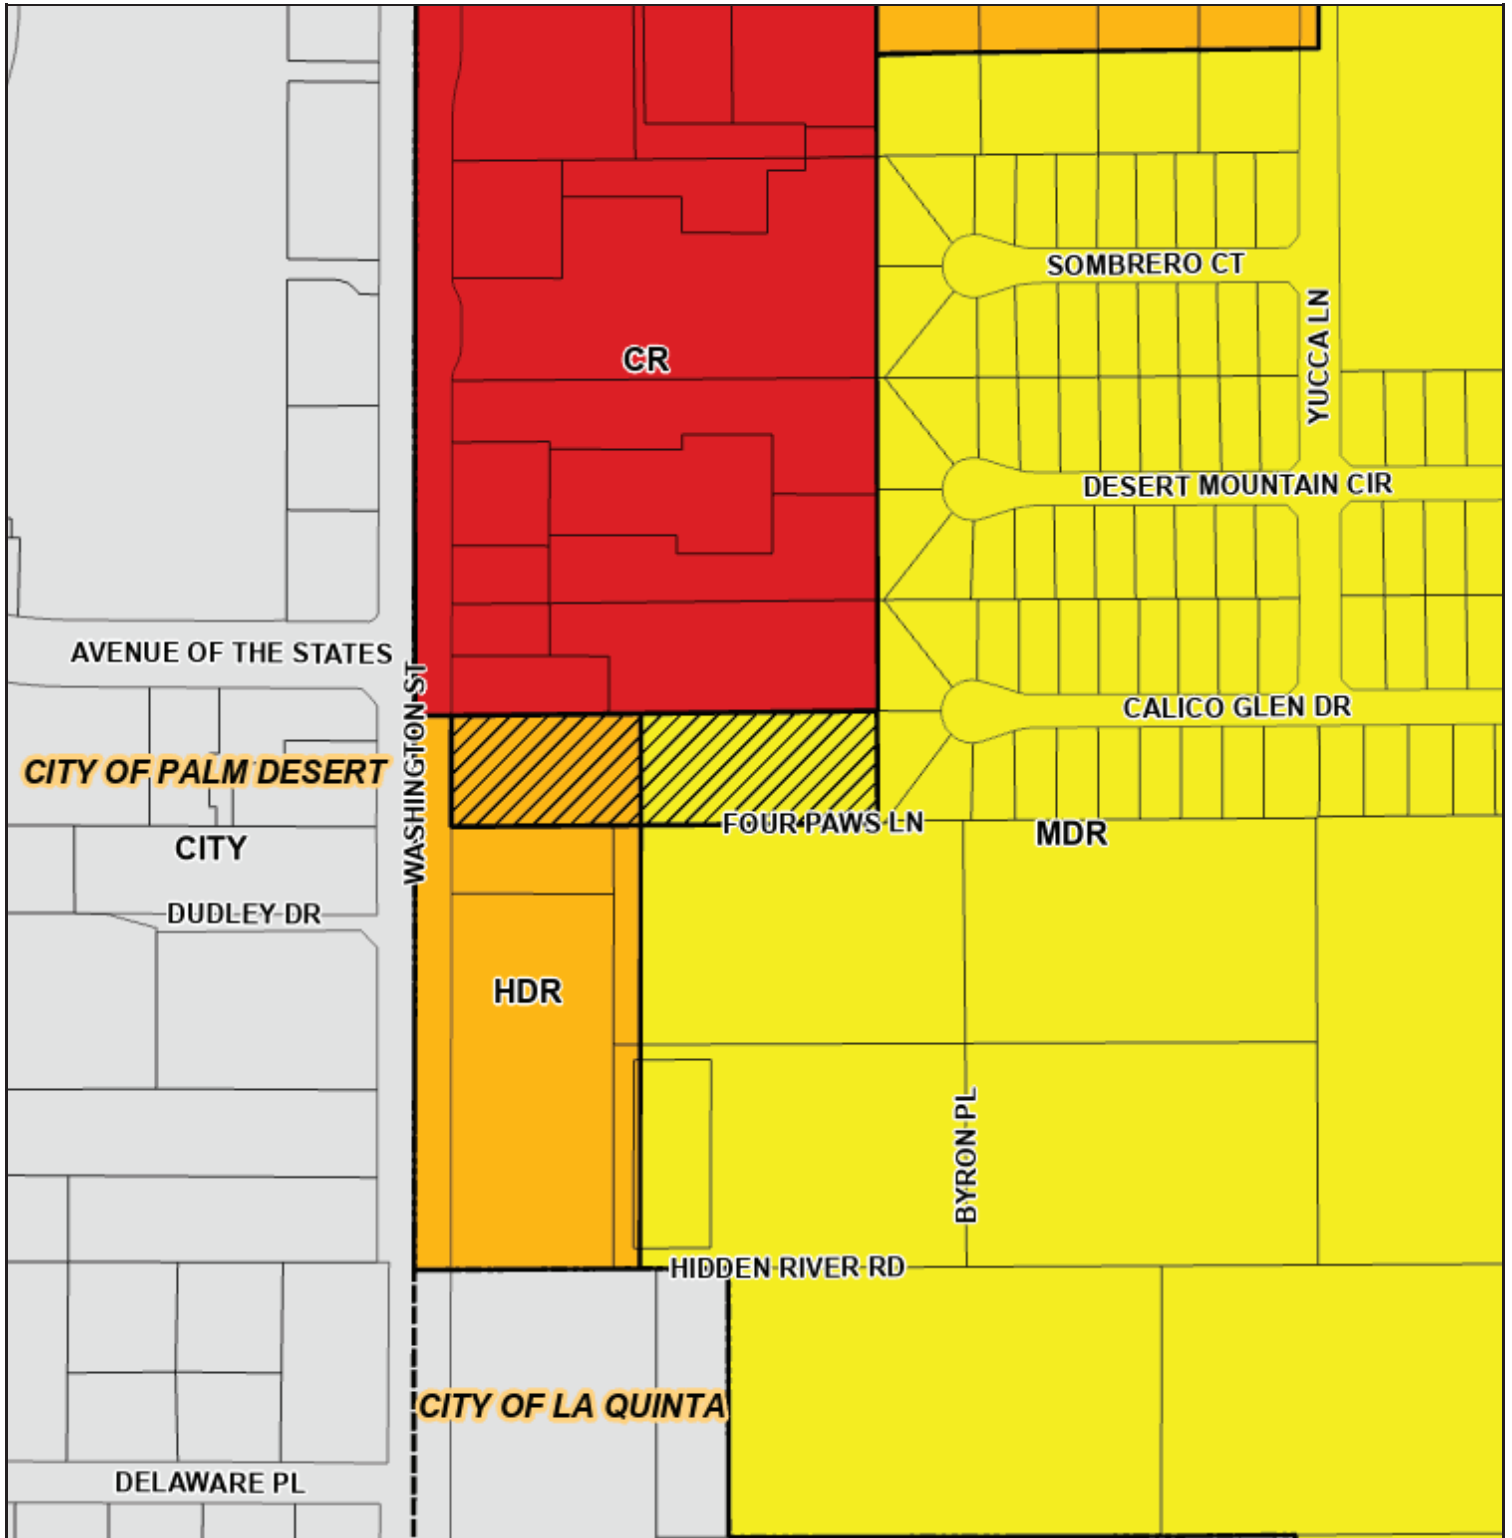 SOMBRERO CT
YUCCA LN
CR
DESERT MOUNTAIN CIR
AVENUE OF THE STATES
WASHINGTON ST
CALICO GLEN DR
CITY OF PALM DESERT
FOUR PAWS LN
MDR
CITY
DUDLEY DR
HDR
BYRON PL
HIDDEN RIVER RD
CITY OF LA QUINTA
DELAWARE PL